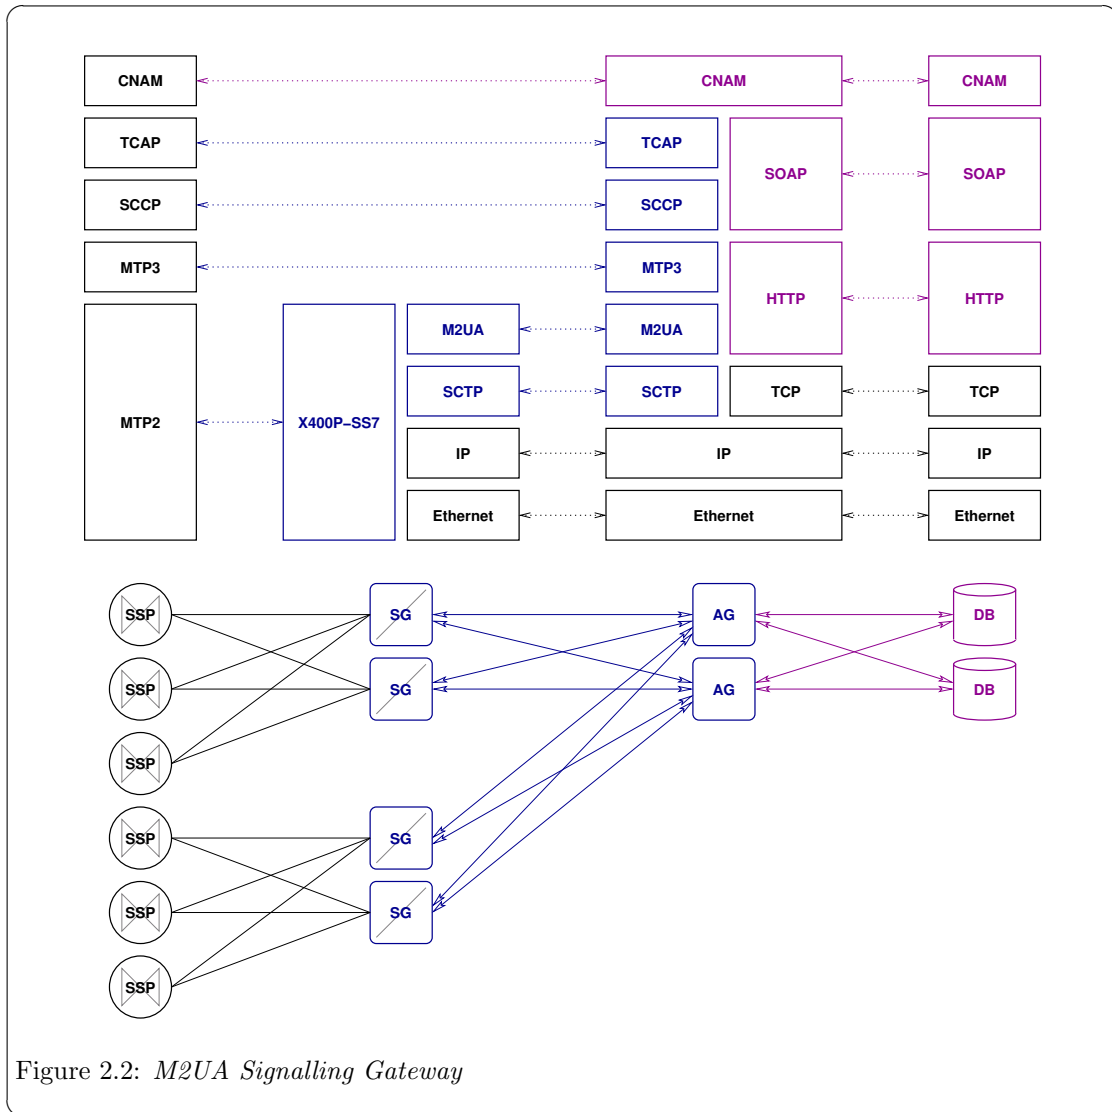 CNAM CNAM CNAM
TCAP TCAP SOAP SOAP
SCCP SCCP
MTP3 MTP3 HTTP HTTP
M2UA M2UA
SCTP SCTP TCP TCP
MTP2 X400P-SS7
IP IP IP
Ethernet Ethernet Ethernet
SSP SG AG DB
SSP SG AG DB
SSP
SSP SG
SSP SG
SSP
Figure 2.2: M2UA Signalling Gateway